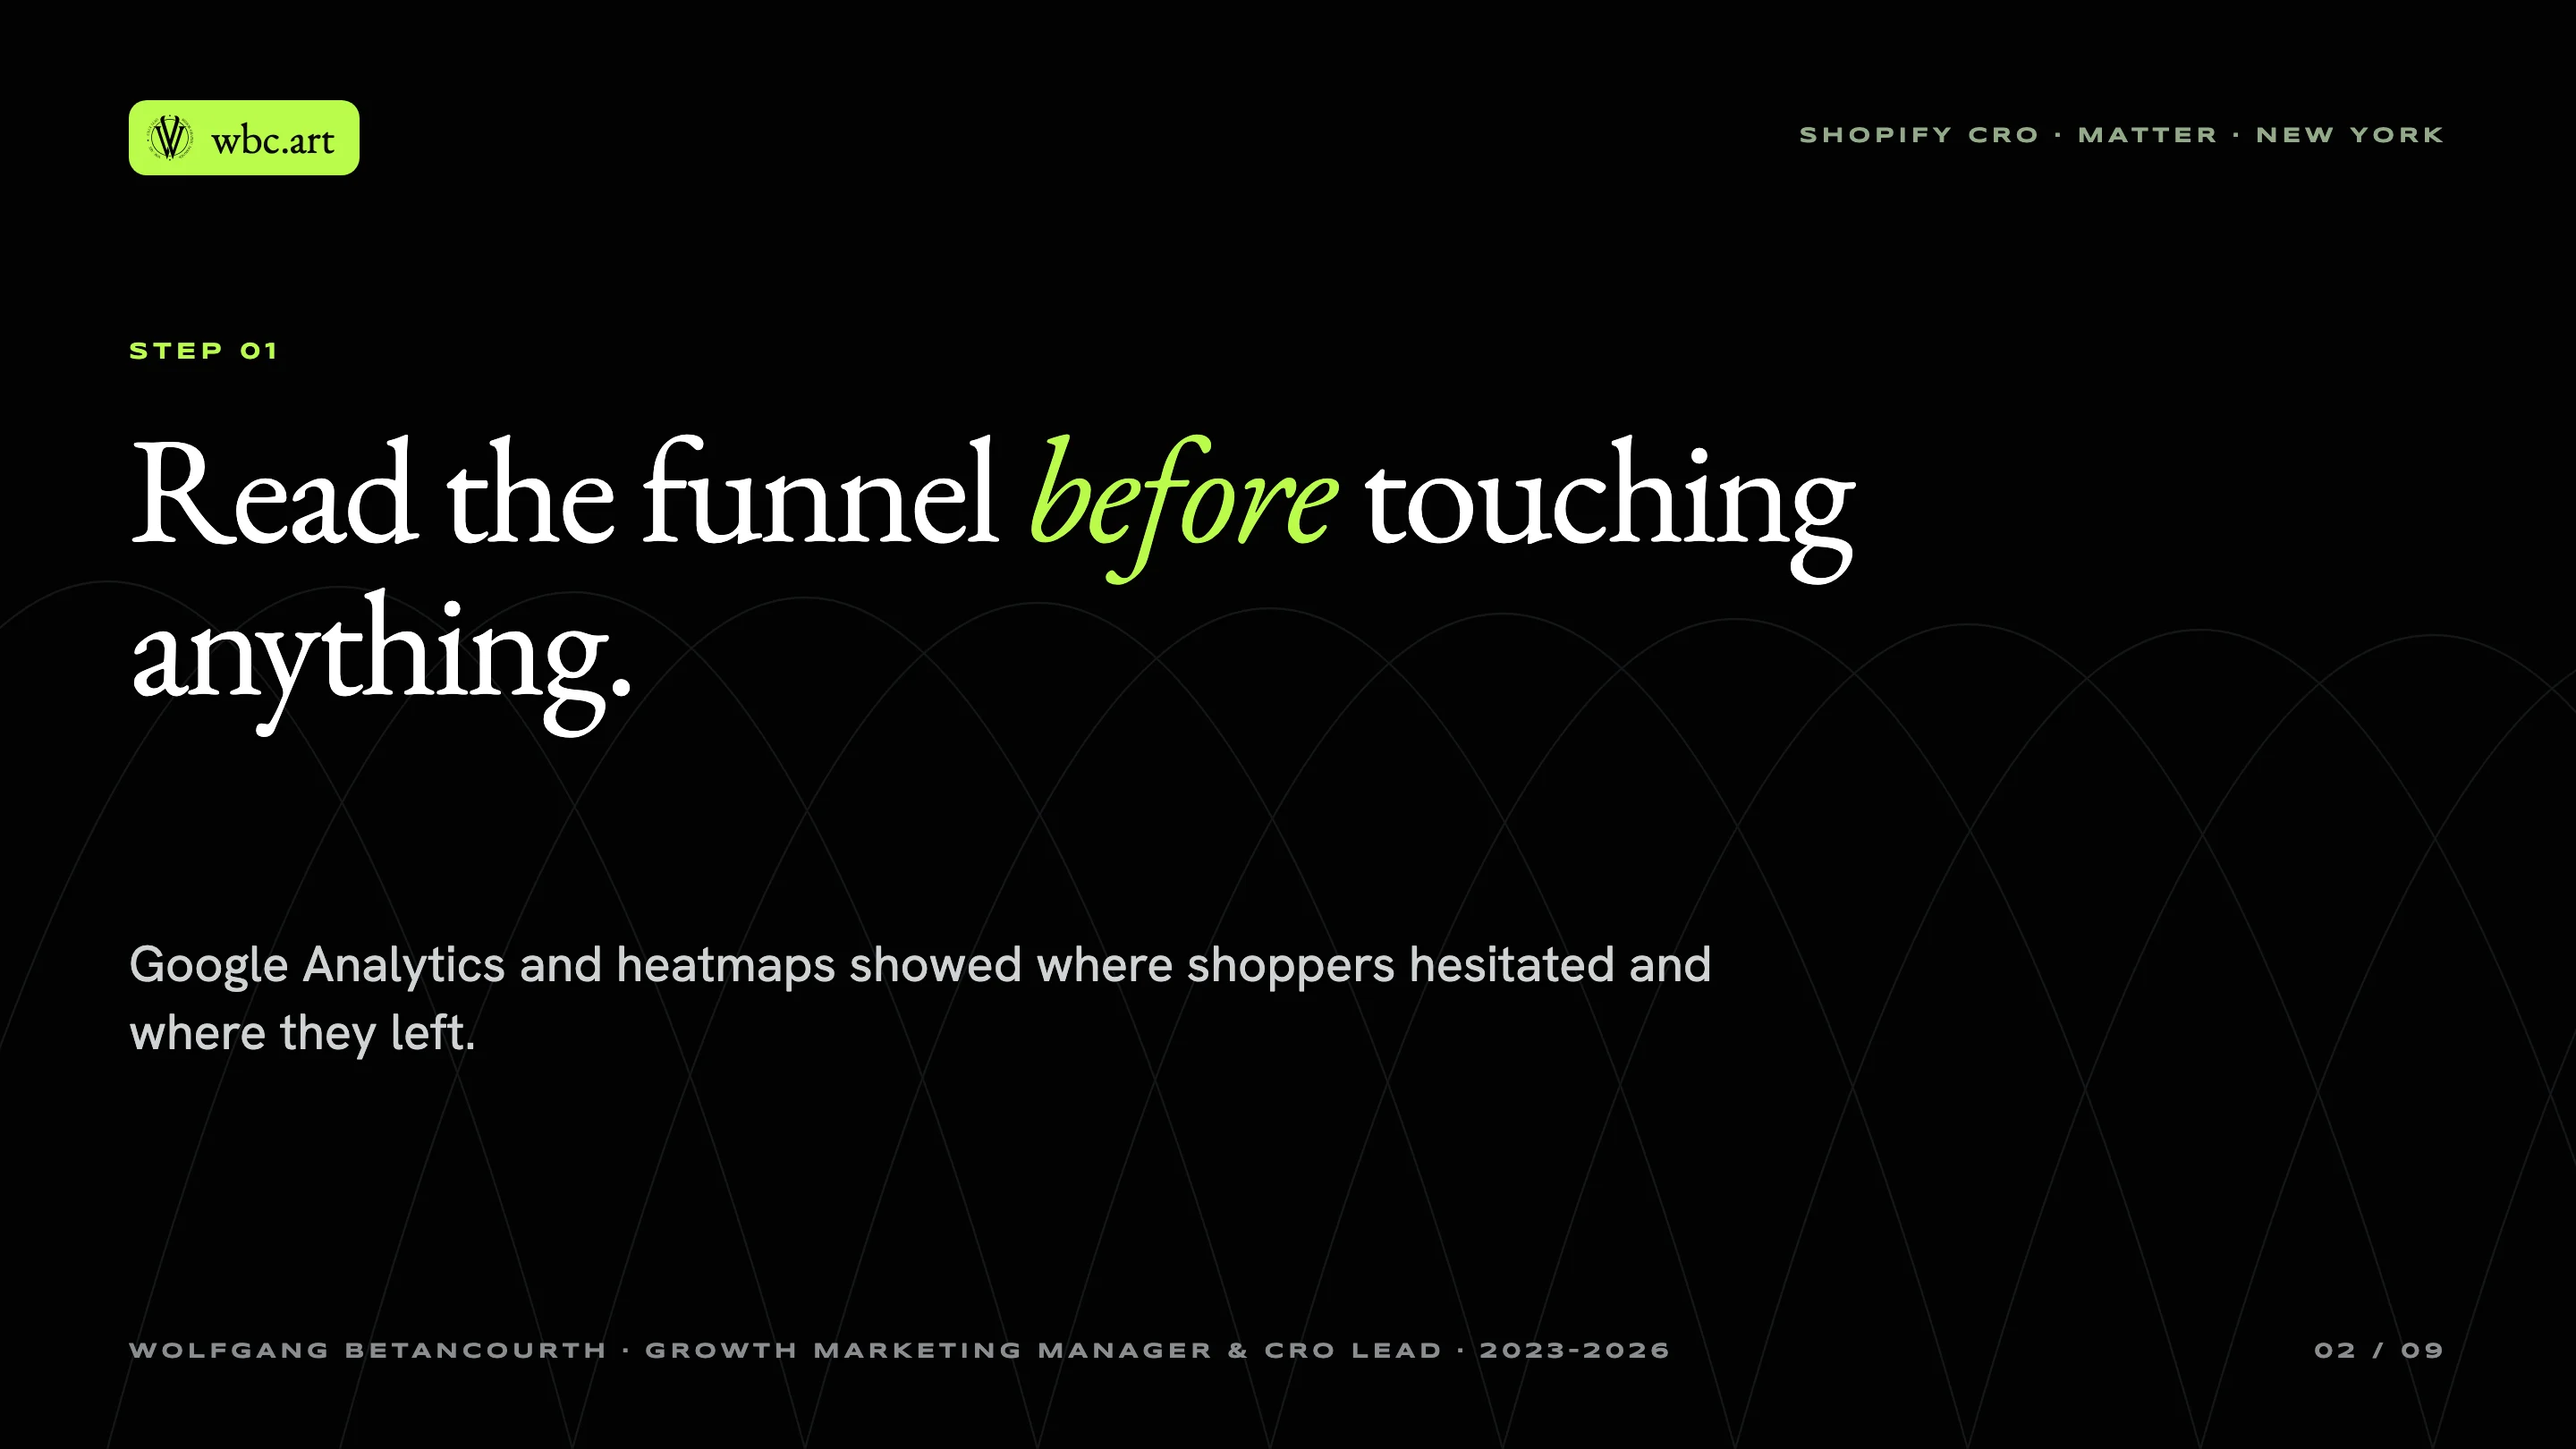 wbc.art
SHOPIFY CRO · MATTER · NEW YORK
STEP 01
Read the funnel before touching
anything.
Google Analytics and heatmaps showed where shoppers hesitated and
where they left.
WOLFGANG BETANCOURTH · GROWTH MARKETING MANAGER & CRO LEAD · 2023-2026
02 / 09